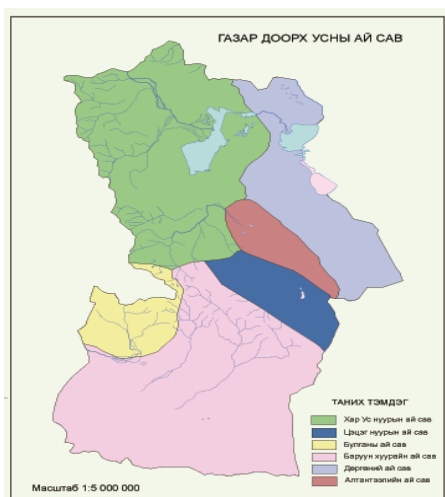 ГАЗАР ДООРХ УСНЫ АЙ САВ
ТАНИХ ТЭМДЭГ
Хар Ус нуурын ай сав
Цэцэг нуурын ай сав
Булганы ай сав
Баруун хуурайн ай сав
Дөргөний ай сав
Алтантээлийн ай сав
Масштаб 1:5 000 000